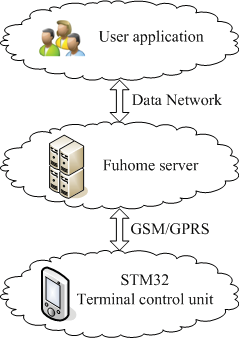 User application
Data Network
Fuhome server
GSM/GPRS
STM32
Terminal control unit